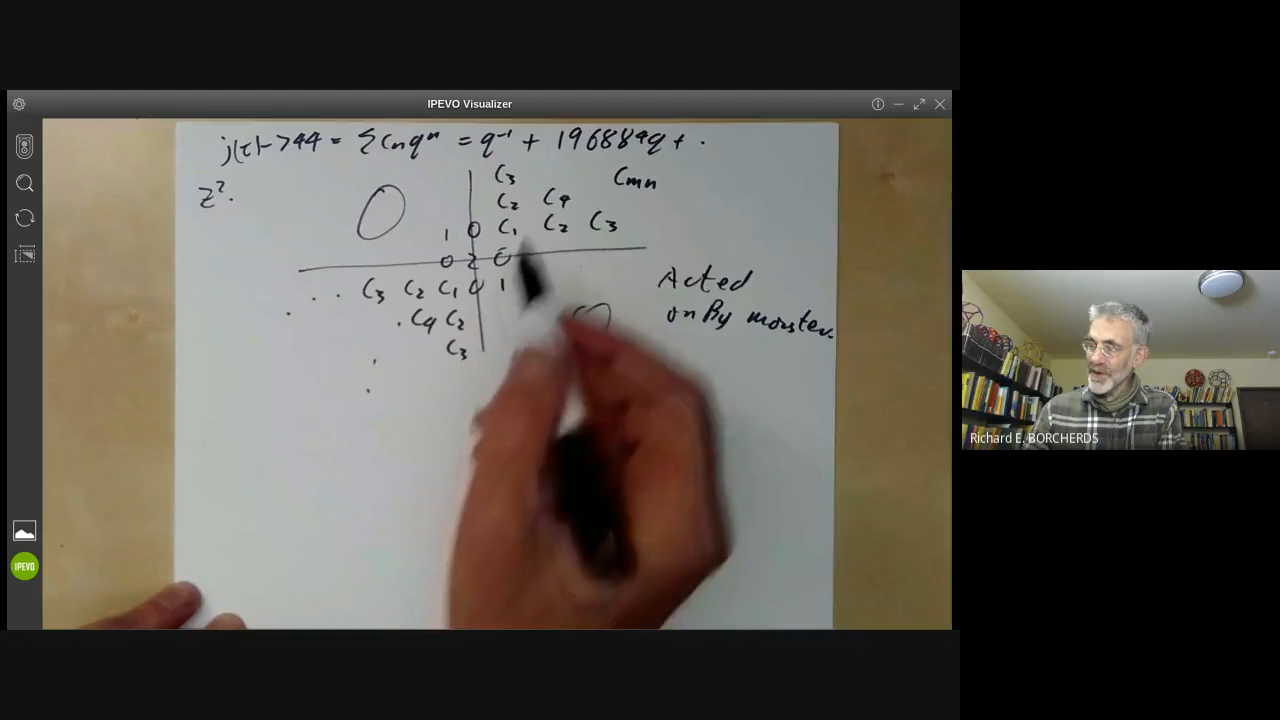 IPEVO Visualizer
j(τ)-744 = Σcₙqⁿ = q⁻¹ + 196884q + .
Z².
C₃ Cₘₙ
C₂ C₄
0 1 0 C₁ C₂ C₃
0 2 0
. . C₃ C₂ C₁ 0 1 Acted
. C₄ C₂ on By monster.
C₃
Richard E. BORCHERDS
IPEVO